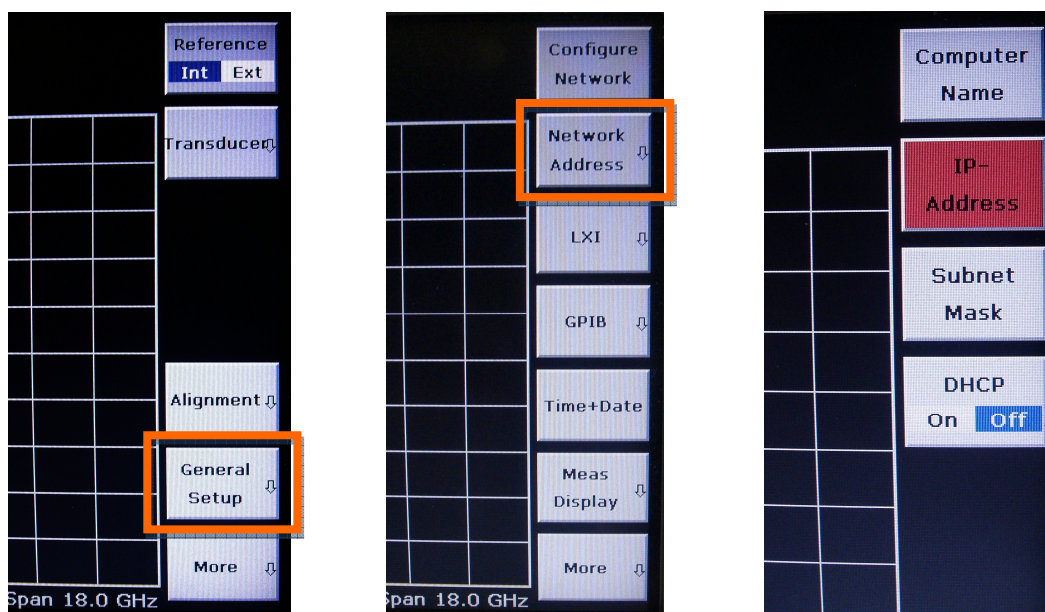 Reference
Int Ext
Transducer
Alignment
General
Setup
More
Span 18.0 GHz
Configure
Network
Network
Address
LXI
GPIB
Time+Date
Meas
Display
More
Span 18.0 GHz
Computer
Name
IP-
Address
Subnet
Mask
DHCP
On Off